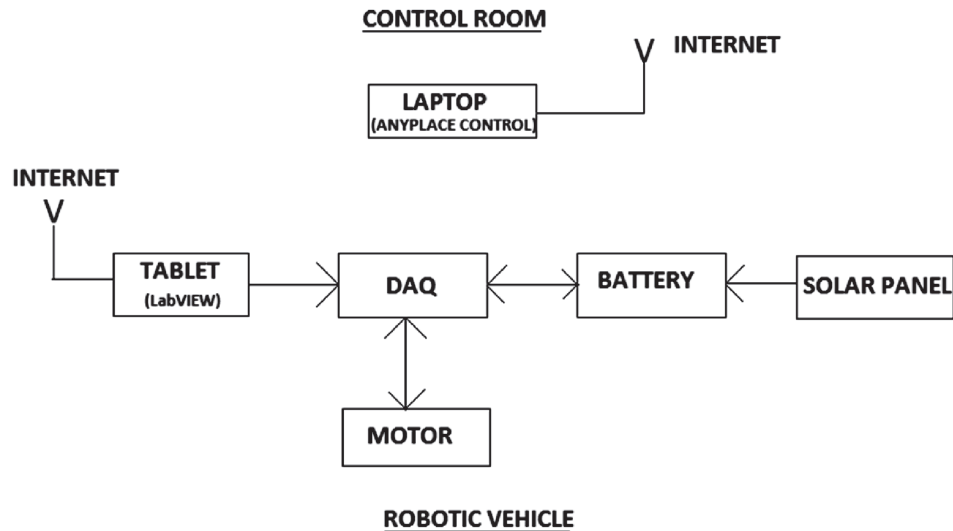 CONTROL ROOM
INTERNET
LAPTOP
(ANYPLACE CONTROL)
INTERNET
TABLET
(LabVIEW)
DAQ
BATTERY
SOLAR PANEL
MOTOR
ROBOTIC VEHICLE